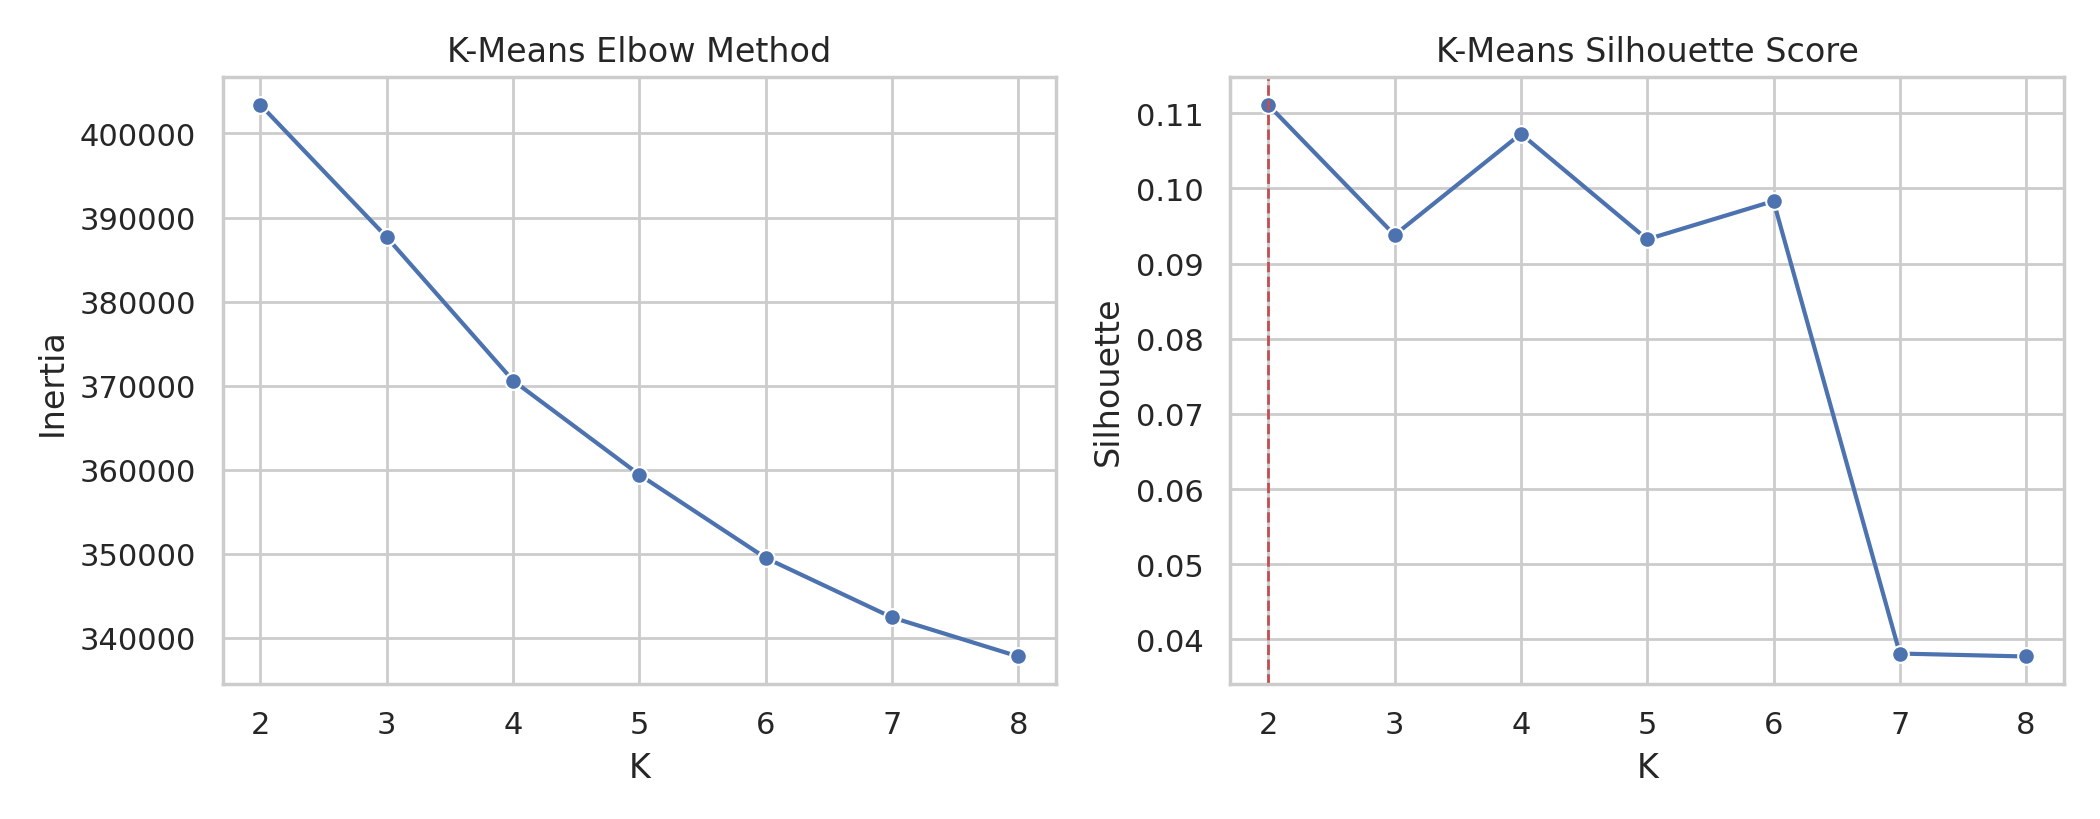 K-Means Elbow Method
Inertia
400000
390000
380000
370000
360000
350000
340000
2 3 4 5 6 7 8
K
K-Means Silhouette Score
Silhouette
0.11
0.10
0.09
0.08
0.07
0.06
0.05
0.04
2 3 4 5 6 7 8
K